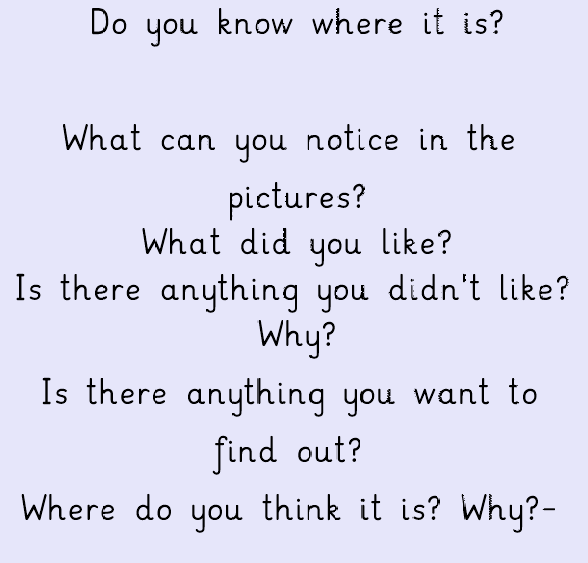 Do you know where it is?
What can you notice in the
pictures?
What did you like?
Is there anything you didn't like?
Why?
Is there anything you want to
find out?
Where do you think it is? Why?-